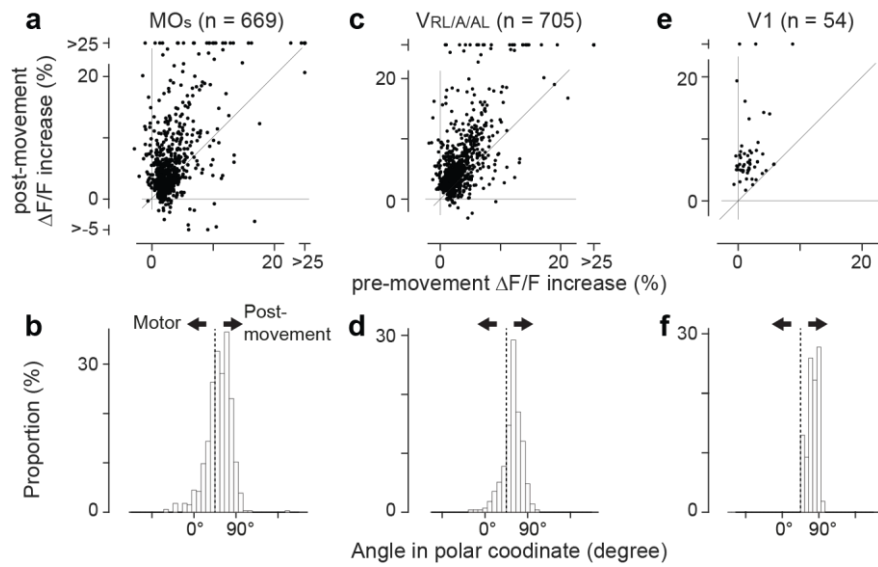 a MOs (n = 669)
c VRL/A/AL (n = 705)
e V1 (n = 54)
post-movement
ΔF/F increase (%)
>25
20
0
>-5
0 20 >25
20
0
0 20 >25
20
0
0 20
pre-movement ΔF/F increase (%)
b Motor Post-
movement
d
f
Proportion (%)
30
0
0° 90°
30
0
0° 90°
30
0
0° 90°
Angle in polar coodinate (degree)